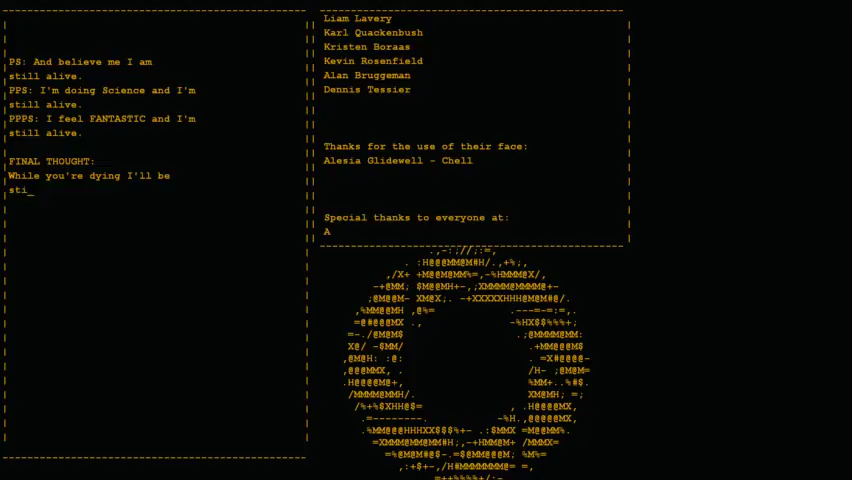 PS: And believe me I am
still alive.
PPS: I'm doing Science and I'm
still alive.
PPPS: I feel FANTASTIC and I'm
still alive.
FINAL THOUGHT:
While you're dying I'll be
sti_
Liam Lavery
Karl Quackenbush
Kristen Boraas
Kevin Rosenfield
Alan Bruggeman
Dennis Tessier
Thanks for the use of their face:
Alesia Glidewell - Chell
Special thanks to everyone at:
A